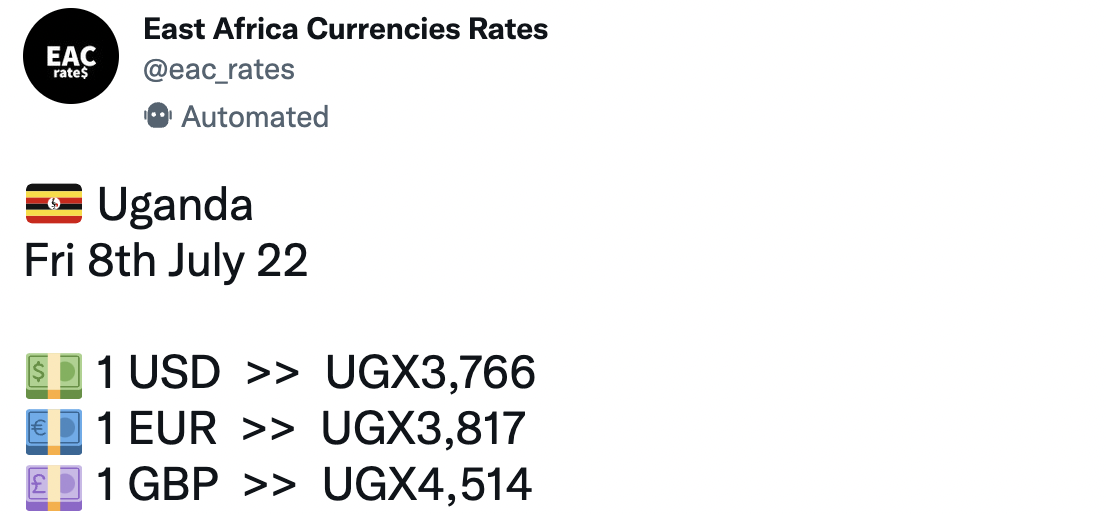 EAC
rate$
East Africa Currencies Rates
@eac_rates
Automated
🇺🇬 Uganda
Fri 8th July 22
💵 1 USD >> UGX3,766
💶 1 EUR >> UGX3,817
💷 1 GBP >> UGX4,514